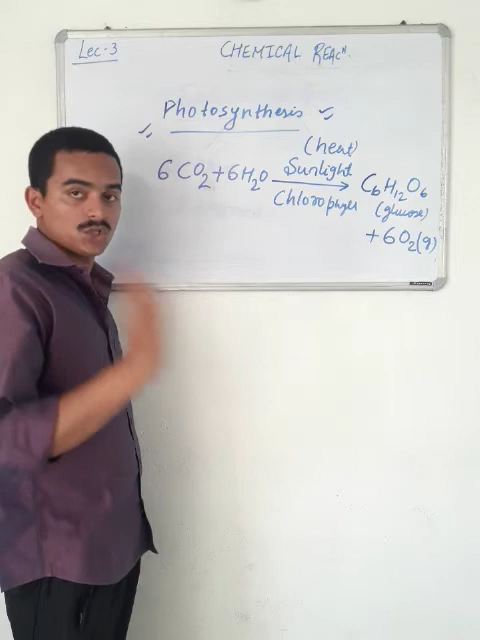 Lec-3
CHEMICAL REACⁿ.
Photosynthesis
(heat)
Sunlight
6CO₂+6H₂O → C₆H₁₂O₆
Chlorophyll (glucose)
+6O₂(g)